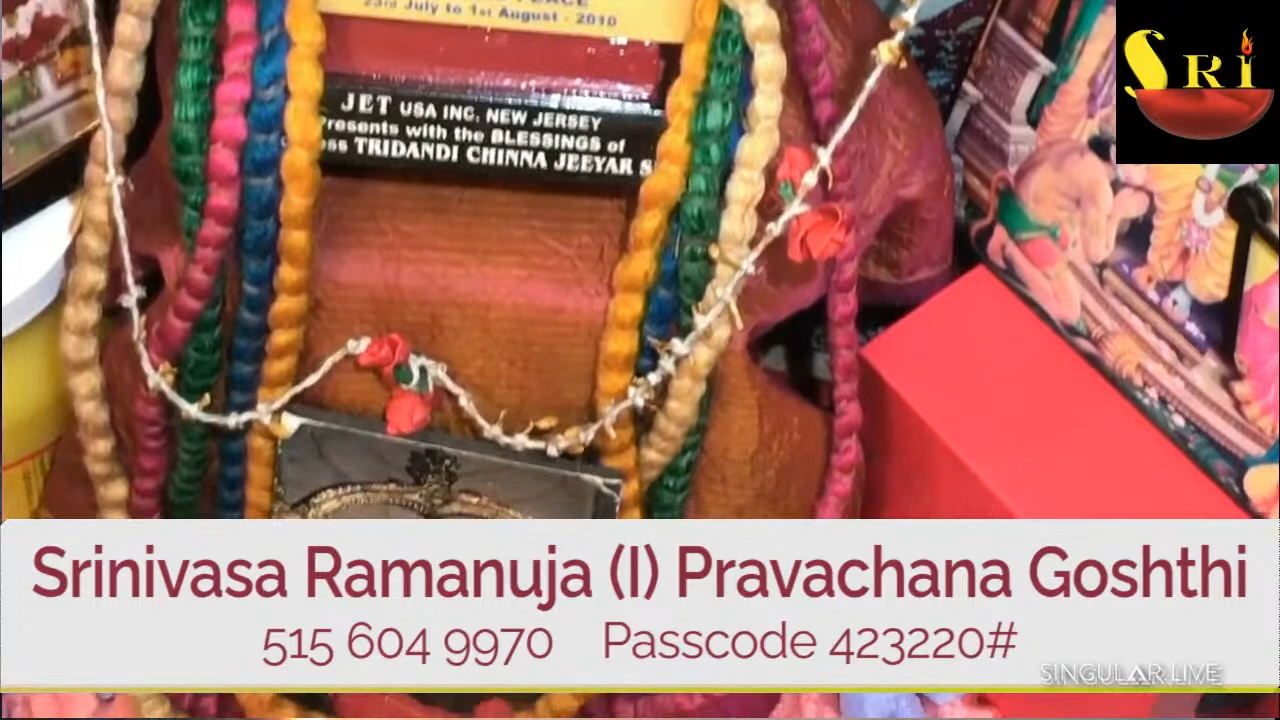 23rd July to 1st August - 2010
JET USA INC. NEW JERSEY
Presents with the BLESSINGS of
TRIDANDI CHINNA JEEYAR
SRi
Srinivasa Ramanuja (I) Pravachana Goshthi
515 604 9970 Passcode 423220#
SINGULAR.LIVE